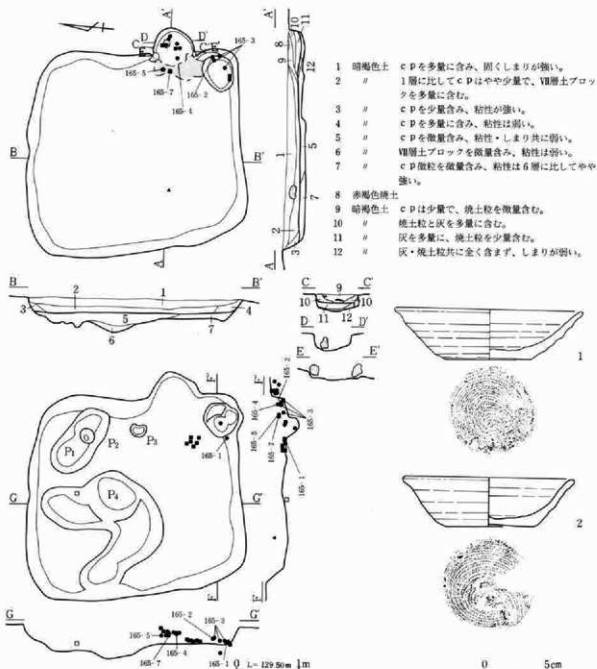 A'
D
D'
C
C'
E
E'
165-3
165-5
165-7
165-2
165-4
B
B'
A
A'
10
11
8
9
12
1
5
7
2
3
A
1 暗褐色土 cpを多量に含み、固くしまりが強い。
2 〃 1層に比してcpはやや少量で、Ⅶ層土ブロッ
クを多量に含む。
3 〃 cpを少量含み、粘性が強い。
4 〃 cpを多量に含み、粘性は弱い。
5 〃 cpを微量含み、粘性・しまり共に弱い。
6 〃 Ⅶ層土ブロックを微量含み、粘性は弱い。
7 〃 cp微粒を微量含み、粘性は6層に比してやや
強い。
8 赤褐色焼土
9 暗褐色土 cpは少量で、焼土粒を微量含む。
10 〃 焼土粒と灰を多量に含む。
11 〃 灰を多量に、焼土粒を少量含む。
12 〃 灰・焼土粒共に全く含まず、しまりが弱い。
B
B'
2
1
3
5
4
6
7
C
C'
9
10
10
11
12
D
D'
E
E'
F'
P1
P2
P3
165-1
P4
G
G'
F
F'
165-2
165-4
165-3
165-5
165-7
165-1
F
G
G'
165-2
165-3
165-5
165-4
165-7
165-1
0 L=129.50m 1m
1
2
0 5cm